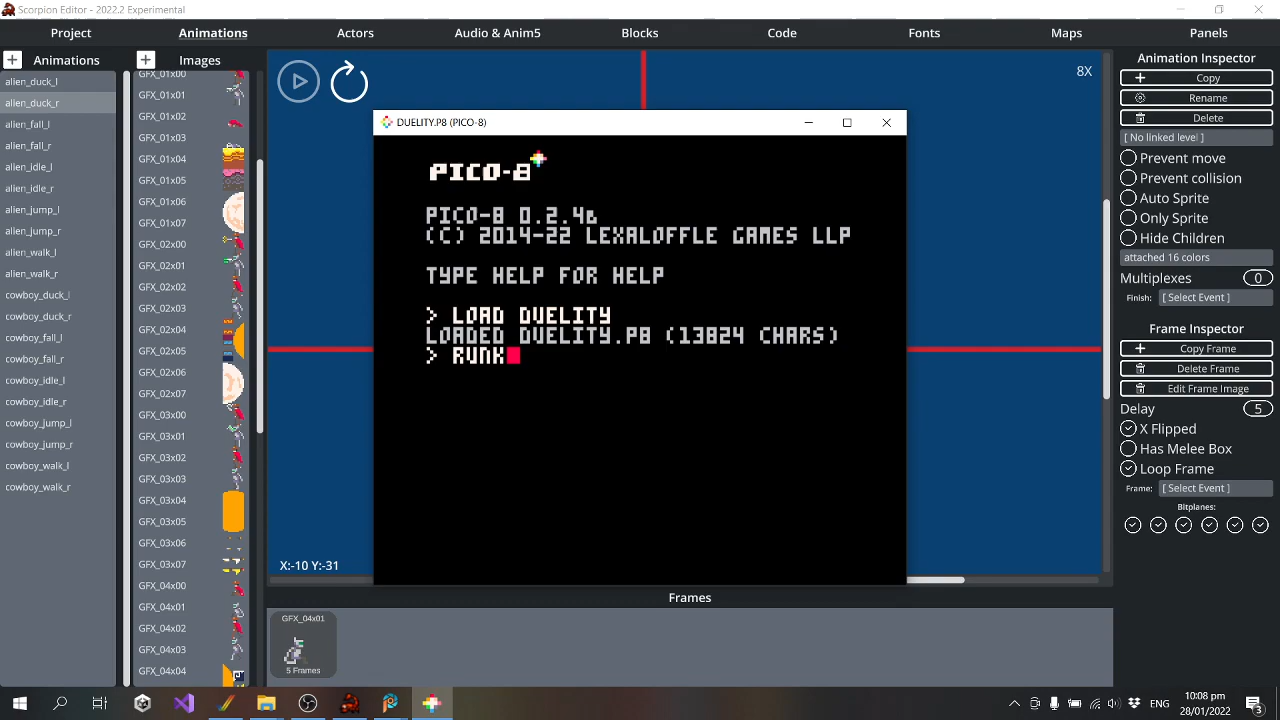 Scorpion Editor - 2022.2 Experimental
Project
Animations
Actors
Audio & Anim5
Blocks
Code
Fonts
Maps
Panels
+ Animations
alien_duck_l
alien_duck_r
alien_fall_l
alien_fall_r
alien_idle_l
alien_idle_r
alien_jump_l
alien_jump_r
alien_walk_l
alien_walk_r
cowboy_duck_l
cowboy_duck_r
cowboy_fall_l
cowboy_fall_r
cowboy_idle_l
cowboy_idle_r
cowboy_jump_l
cowboy_jump_r
cowboy_walk_l
cowboy_walk_r
+ Images
GFX_01x00
GFX_01x01
GFX_01x02
GFX_01x03
GFX_01x04
GFX_01x05
GFX_01x06
GFX_01x07
GFX_02x00
GFX_02x01
GFX_02x02
GFX_02x03
GFX_02x04
GFX_02x05
GFX_02x06
GFX_02x07
GFX_03x00
GFX_03x01
GFX_03x02
GFX_03x03
GFX_03x04
GFX_03x05
GFX_03x06
GFX_03x07
GFX_04x00
GFX_04x01
GFX_04x02
GFX_04x03
GFX_04x04
8X
DUELITY.P8 (PICO-8)
PICO-8
PICO-8 0.2.4B
(C) 2014-22 LEXALOFFLE GAMES LLP
TYPE HELP FOR HELP
> LOAD DUELITY
LOADED DUELITY.P8 (13824 CHARS)
> RUNX
X:-10 Y:-31
Frames
GFX_04x01
5 Frames
Animation Inspector
+ Copy
Rename
Delete
[ No linked level ]
Prevent move
Prevent collision
Auto Sprite
Only Sprite
Hide Children
attached 16 colors
Multiplexes 0
Finish: [ Select Event ]
Frame Inspector
+ Copy Frame
Delete Frame
Edit Frame Image
Delay 5
X Flipped
Has Melee Box
Loop Frame
Frame: [ Select Event ]
Bitplanes:
ENG
10:08 pm
28/01/2022
3